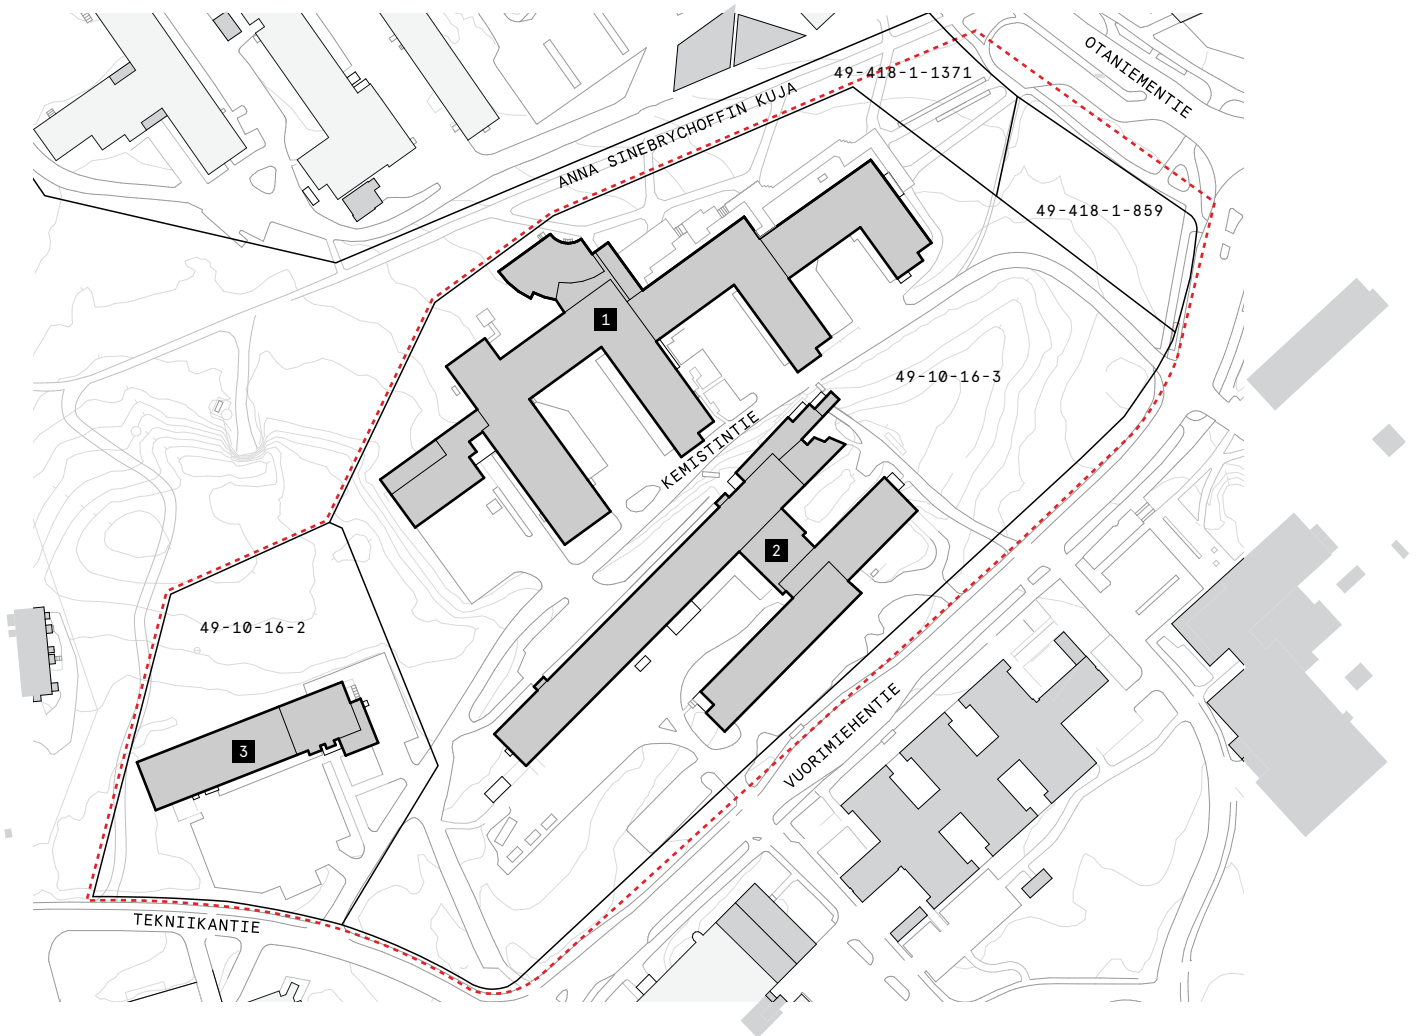 OTANIEMENTIE
49-418-1-1371
ANNA SINEBRYCHOFFIN KUJA
49-418-1-859
1
49-10-16-3
KEMISTINTIE
2
49-10-16-2
VUORIMIEHENTIE
3
TEKNIIKANTIE